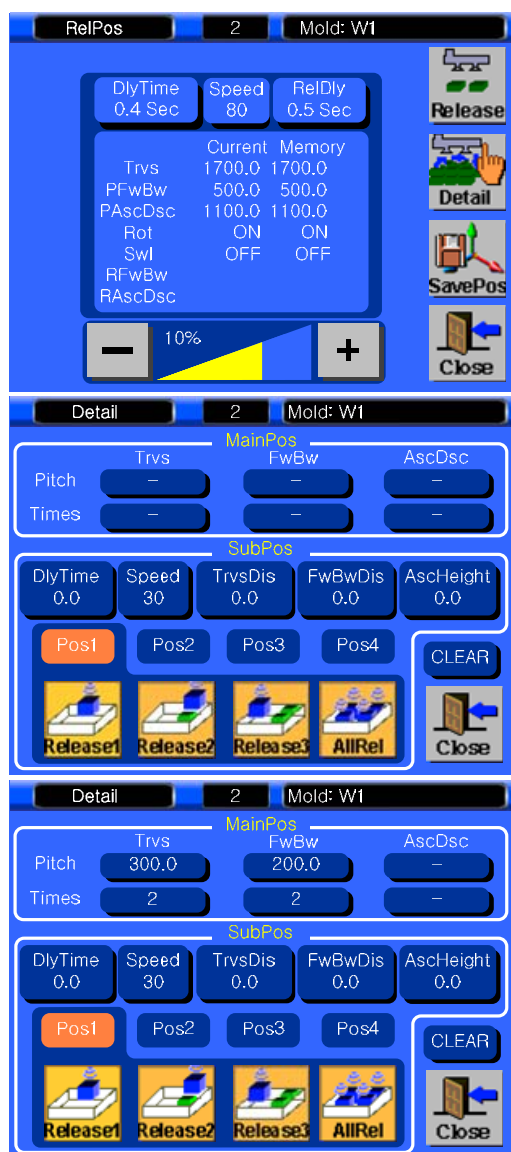 RelPos 2 Mold: W1
DlyTime Speed RelDly
0.4 Sec 80 0.5 Sec
Current Memory
Trvs 1700.0 1700.0
PFwBw 500.0 500.0
PAscDsc 1100.0 1100.0
Rot ON ON
Swl OFF OFF
RFwBw
RAscDsc
10%
Release
Detail
SavePos
Close
Detail 2 Mold: W1
MainPos
Trvs FwBw AscDsc
Pitch - - -
Times - - -
SubPos
DlyTime Speed TrvsDis FwBwDis AscHeight
0.0 30 0.0 0.0 0.0
Pos1 Pos2 Pos3 Pos4
CLEAR
Release1 Release2 Release3 AllRel Close
Detail 2 Mold: W1
MainPos
Trvs FwBw AscDsc
Pitch 300.0 200.0 -
Times 2 2 -
SubPos
DlyTime Speed TrvsDis FwBwDis AscHeight
0.0 30 0.0 0.0 0.0
Pos1 Pos2 Pos3 Pos4
CLEAR
Release1 Release2 Release3 AllRel Close